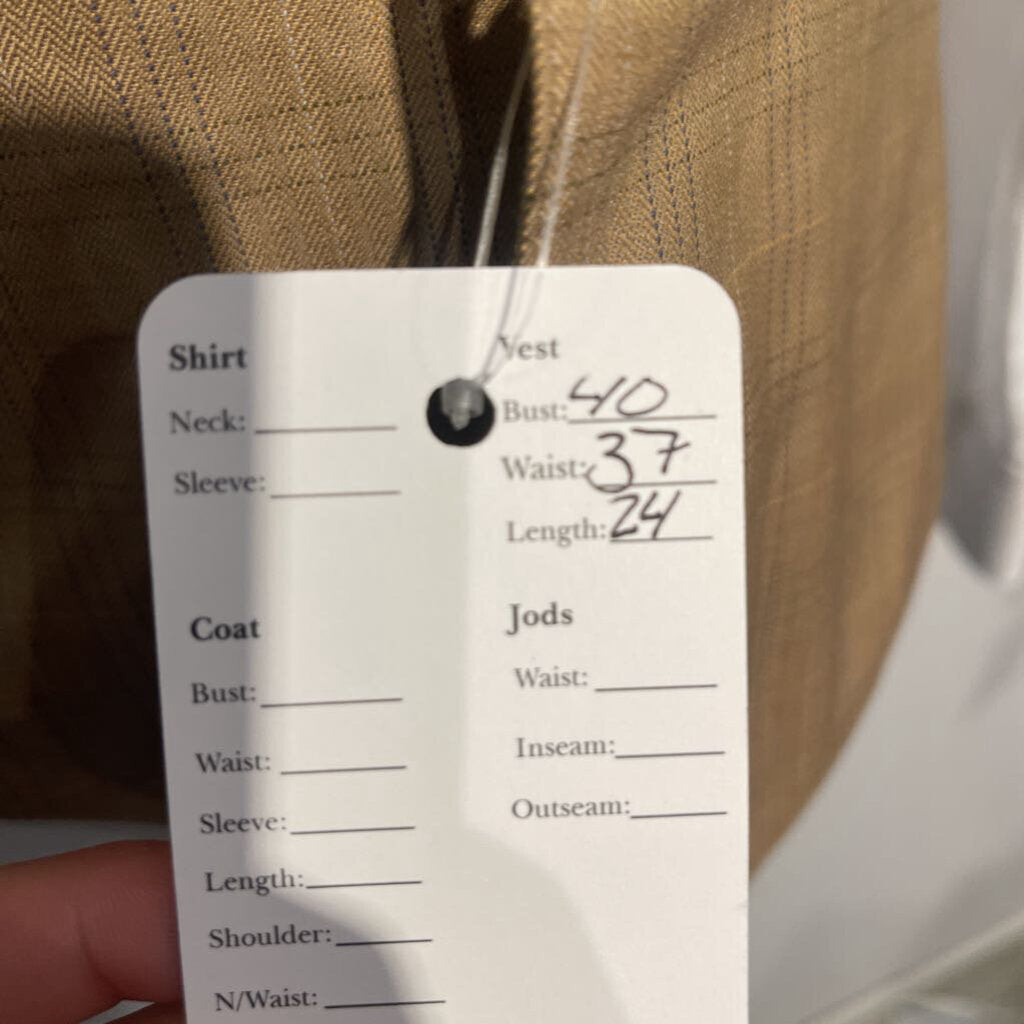 Shirt
Neck:
Sleeve:
Vest
Bust: 40
Waist: 37
Length: 24
Coat
Bust:
Waist:
Sleeve:
Length:
Shoulder:
N/Waist:
Jods
Waist:
Inseam:
Outseam: